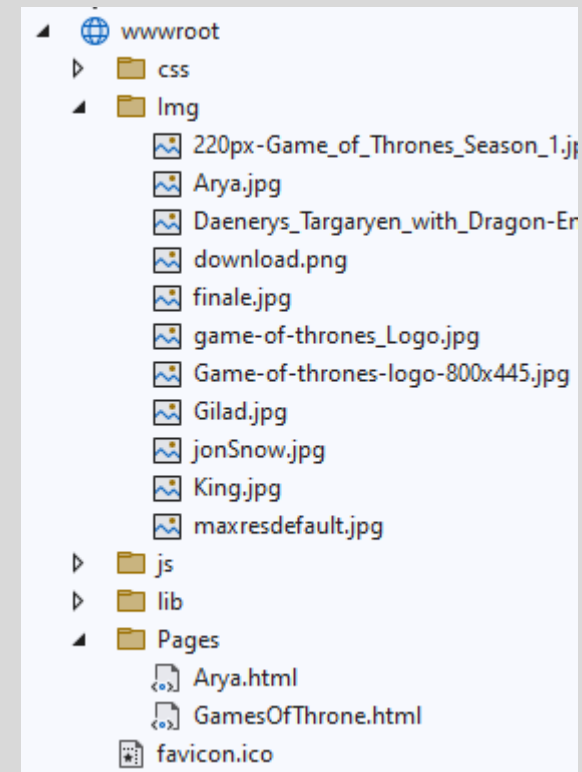 wwwroot
css
Img
220px-Game_of_Thrones_Season_1.j
Arya.jpg
Daenerys_Targaryen_with_Dragon-En
download.png
finale.jpg
game-of-thrones_Logo.jpg
Game-of-thrones-logo-800x445.jpg
Gilad.jpg
jonSnow.jpg
King.jpg
maxresdefault.jpg
js
lib
Pages
Arya.html
GamesOfThrone.html
favicon.ico